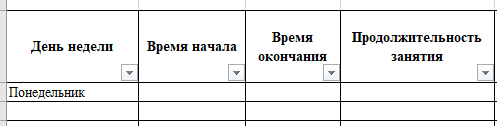 День недели
Время начала
Время
окончания
Продолжительность
занятия
Понедельник